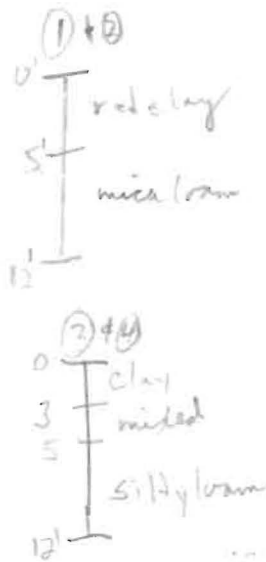 ① + ②
0'
red clay
5'
mica loam
12'
③ + ④
0
clay
3
mixed
5
silty loam
12'